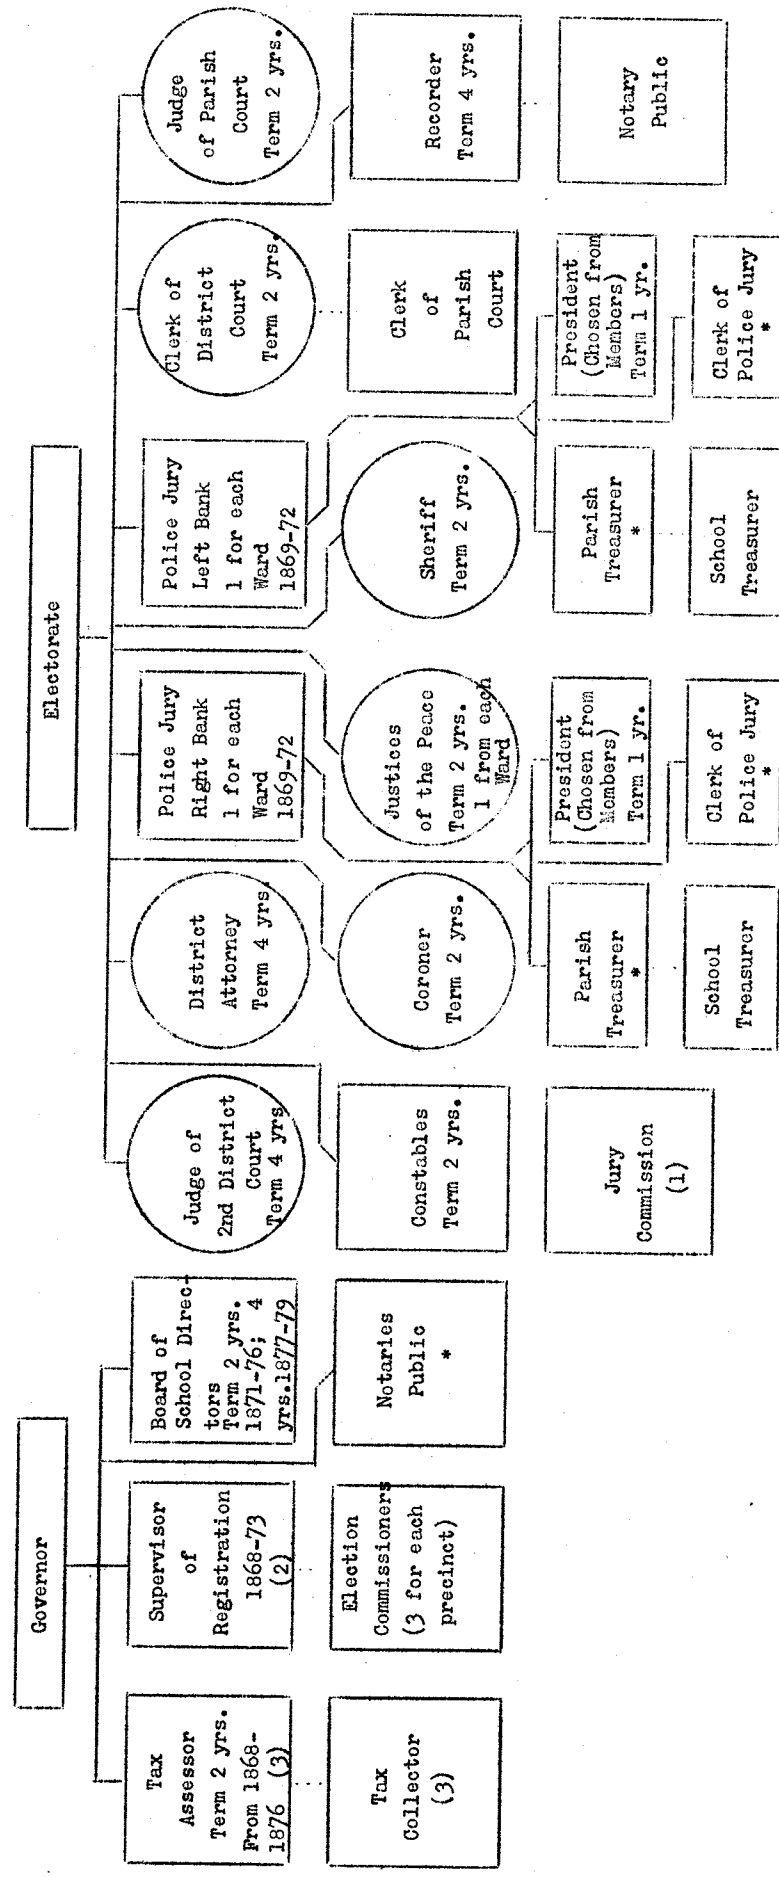 Governor
Tax
Assessor
Term 2 yrs.
From 1868-
1876 (3)
Supervisor
of
Registration
1868-73
(2)
Board of
School Direc-
tors
Term 2 yrs.
1871-76; 4
yrs.1877-79
Tax
Collector
(3)
Election
Commissioners
(3 for each
precinct)
Notaries
Public
*
Electorate
Judge of
2nd District
Court
Term 4 yrs
District
Attorney
Term 4 yrs.
Police Jury
Right Bank
1 for each
Ward
1869-72
Police Jury
Left Bank
1 for each
Ward
1869-72
Clerk of
District
Court
Term 2 yrs.
Judge
of Parish
Court
Term 2 yrs.
Constables
Term 2 yrs.
Coroner
Term 2 yrs.
Justices
of the Peace
Term 2 yrs.
1 from each
Ward
Sheriff
Term 2 yrs.
Clerk
of
Parish
Court
Recorder
Term 4 yrs.
Jury
Commission
(1)
Parish
Treasurer
*
President
(Chosen from
Members)
Term 1 yr.
Parish
Treasurer
*
President
(Chosen from
Members)
Term 1 yr.
Notary
Public
School
Treasurer
Clerk of
Police Jury
*
School
Treasurer
Clerk of
Police Jury
*